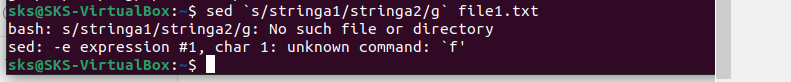 sks@SKS-VirtualBox:~$ sed `s/stringa1/stringa2/g` file1.txt
bash: s/stringa1/stringa2/g: No such file or directory
sed: -e expression #1, char 1: unknown command: `f'
sks@SKS-VirtualBox:~$